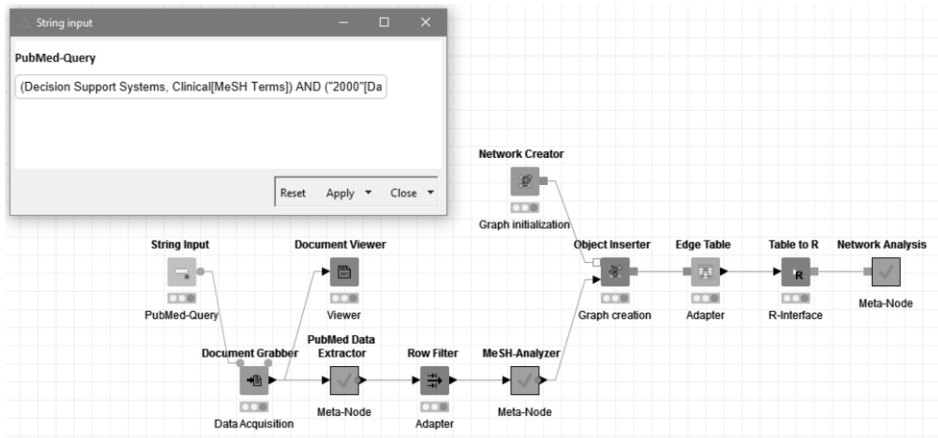 String input
PubMed-Query
(Decision Support Systems, Clinical[MeSH Terms]) AND ("2000"[Da
Reset Apply Close
Network Creator
Graph initialization
String Input
PubMed-Query
Document Viewer
Viewer
Object Inserter
Graph creation
Edge Table
Adapter
Table to R
R
R-Interface
Network Analysis
Meta-Node
Document Grabber
Data Acquisition
PubMed Data
Extractor
Meta-Node
Row Filter
Adapter
MeSH-Analyzer
Meta-Node